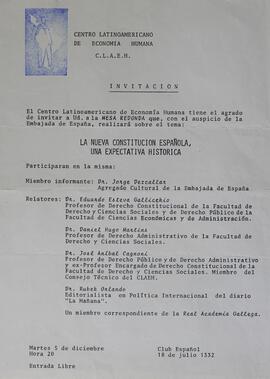 CENTRO LATINOAMERICANO
DE ECONOMIA HUMANA
C.L.A.E.H.
INVITACION
El Centro Latinoamericano de Economía Humana tiene el agrado
de invitar a Ud. a la MESA REDONDA que, con el auspicio de la
Embajada de España, realizará sobre el tema:
LA NUEVA CONSTITUCION ESPAÑOLA,
UNA EXPECTATIVA HISTORICA
Participaran en la misma:
Miembro informante: Dr. Jorge Dezcallar
Agregado Cultural de la Embajada de España
Relatores: Dr. Eduardo Esteva Gallicchio
Profesor de Derecho Constitucional de la Facultad de
Derecho y Ciencias Sociales y de Derecho Público de la
Facultad de Ciencias Económicas y de Administración.
Dr. Daniel Hugo Martins
Profesor de Derecho Administrativo de la Facultad de
Derecho y Ciencias Sociales.
Dr. José Aníbal Cagnoni
Profesor de Derecho Público y de Derecho Administrativo
y ex-Profesor Encargado de Derecho Constitucional de la
Facultad de Derecho y Ciencias Sociales. Miembro del
Consejo Técnico del CLAEH.
Dr. Rubek Orlando
Editorialista en Política Internacional del diario
"La Mañana".
Un miembro correspondiente de la Real Academia Gallega.
Martes 5 de diciembre
Club Español
Hora 20
18 de julio 1332
Entrada Libre